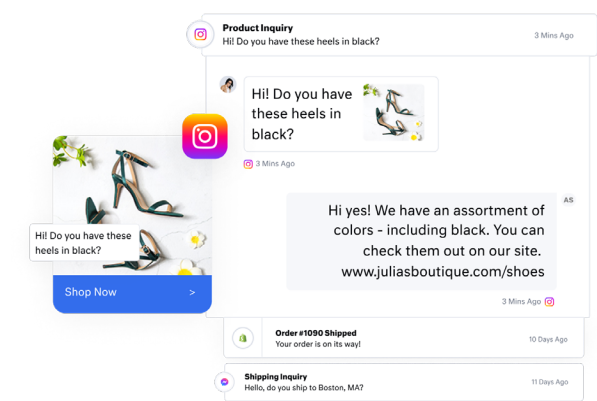 Product Inquiry
Hi! Do you have these heels in black?
3 Mins Ago
Hi! Do you have
these heels in
black?
3 Mins Ago
Hi! Do you have these
heels in black?
Shop Now >
AS
Hi yes! We have an assortment of
colors - including black. You can
check them out on our site.
www.juliasboutique.com/shoes
3 Mins Ago
Order #1090 Shipped
Your order is on its way!
10 Days Ago
Shipping Inquiry
Hello, do you ship to Boston, MA?
11 Days Ago